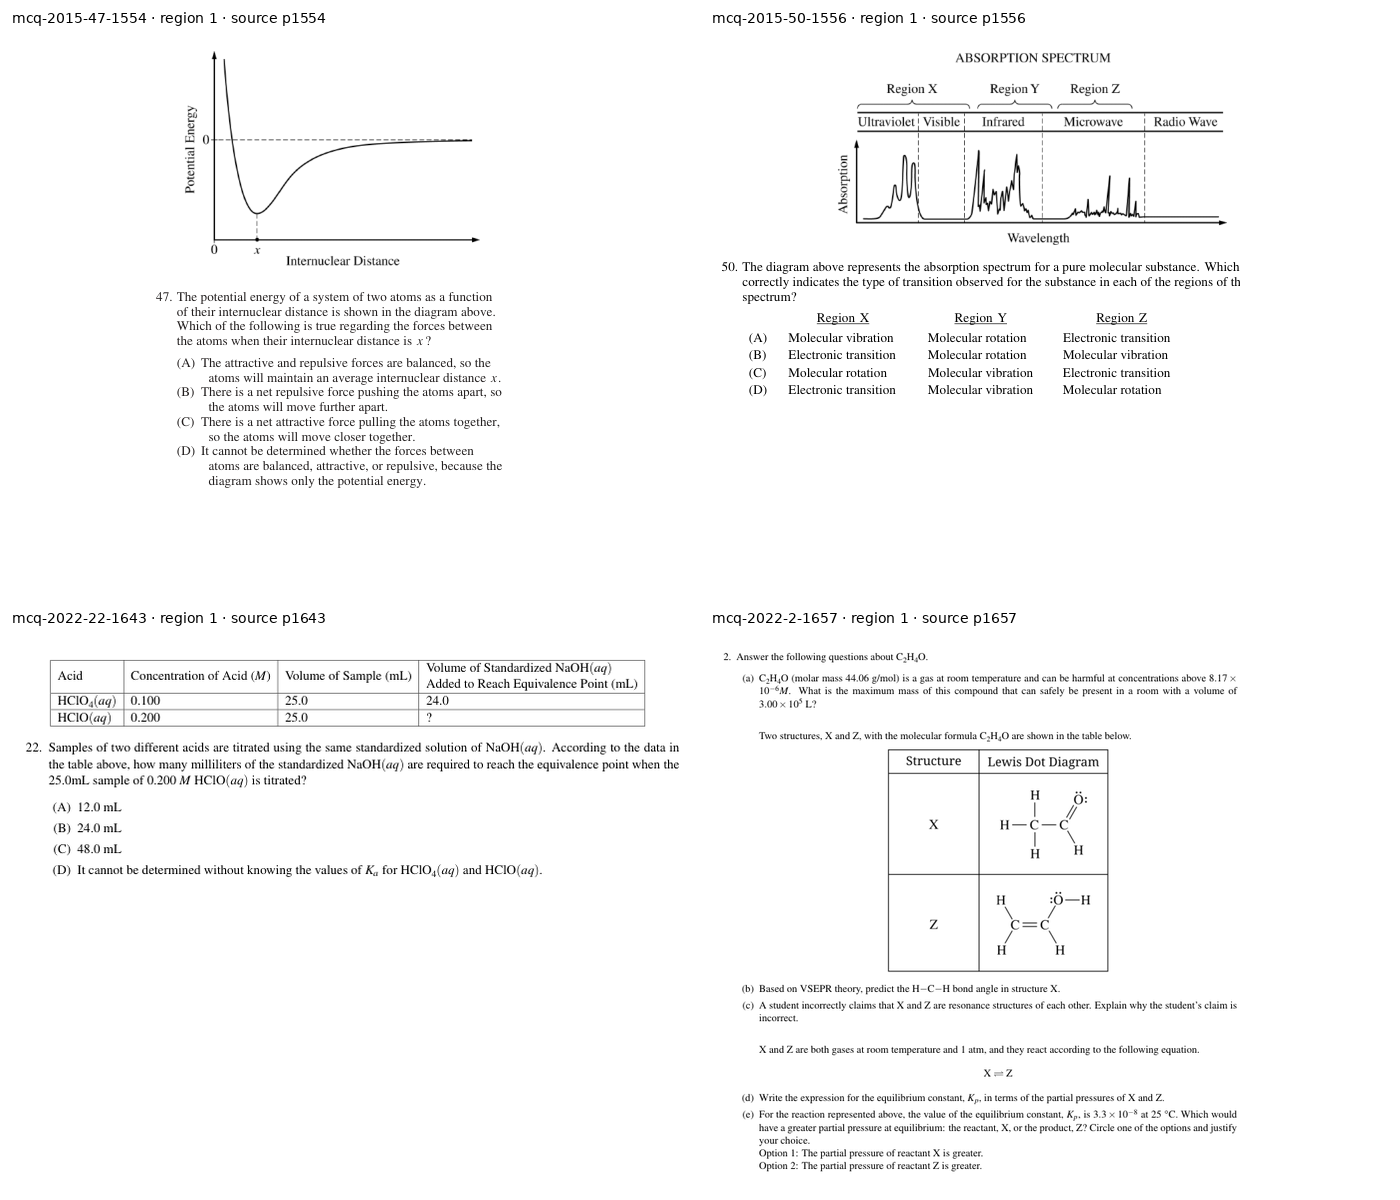 mcq-2015-47-1554 · region 1 · source p1554
Potential Energy
0
0
x
Internuclear Distance
47. The potential energy of a system of two atoms as a function
of their internuclear distance is shown in the diagram above.
Which of the following is true regarding the forces between
the atoms when their internuclear distance is x ?
(A) The attractive and repulsive forces are balanced, so the
atoms will maintain an average internuclear distance x.
(B) There is a net repulsive force pushing the atoms apart, so
the atoms will move further apart.
(C) There is a net attractive force pulling the atoms together,
so the atoms will move closer together.
(D) It cannot be determined whether the forces between
atoms are balanced, attractive, or repulsive, because the
diagram shows only the potential energy.
mcq-2015-50-1556 · region 1 · source p1556
ABSORPTION SPECTRUM
Region X Region Y Region Z
Ultraviolet Visible Infrared Microwave Radio Wave
Absorption
Wavelength
50. The diagram above represents the absorption spectrum for a pure molecular substance. Which
correctly indicates the type of transition observed for the substance in each of the regions of th
spectrum?
Region X Region Y Region Z
(A) Molecular vibration Molecular rotation Electronic transition
(B) Electronic transition Molecular rotation Molecular vibration
(C) Molecular rotation Molecular vibration Electronic transition
(D) Electronic transition Molecular vibration Molecular rotation
mcq-2022-22-1643 · region 1 · source p1643
Acid Concentration of Acid (M) Volume of Sample (mL) Volume of Standardized NaOH(aq)
Added to Reach Equivalence Point (mL)
HClO₄(aq) 0.100 25.0 24.0
HClO(aq) 0.200 25.0 ?
22. Samples of two different acids are titrated using the same standardized solution of NaOH(aq). According to the data in
the table above, how many milliliters of the standardized NaOH(aq) are required to reach the equivalence point when the
25.0mL sample of 0.200 M HClO(aq) is titrated?
(A) 12.0 mL
(B) 24.0 mL
(C) 48.0 mL
(D) It cannot be determined without knowing the values of Kₐ for HClO₄(aq) and HClO(aq).
mcq-2022-2-1657 · region 1 · source p1657
2. Answer the following questions about C₂H₄O.
(a) C₂H₄O (molar mass 44.06 g/mol) is a gas at room temperature and can be harmful at concentrations above 8.17 ×
10⁻⁶M. What is the maximum mass of this compound that can safely be present in a room with a volume of
3.00 × 10⁵ L?
Two structures, X and Z, with the molecular formula C₂H₄O are shown in the table below.
Structure Lewis Dot Diagram
H Ö:
X H—C—C
H H
H :Ö—H
Z C=C
H H
(b) Based on VSEPR theory, predict the H−C−H bond angle in structure X.
(c) A student incorrectly claims that X and Z are resonance structures of each other. Explain why the student's claim is
incorrect.
X and Z are both gases at room temperature and 1 atm, and they react according to the following equation.
X ⇌ Z
(d) Write the expression for the equilibrium constant, Kₚ, in terms of the partial pressures of X and Z.
(e) For the reaction represented above, the value of the equilibrium constant, Kₚ, is 3.3 × 10⁻⁸ at 25 °C. Which would
have a greater partial pressure at equilibrium: the reactant, X, or the product, Z? Circle one of the options and justify
your choice.
Option 1: The partial pressure of reactant X is greater.
Option 2: The partial pressure of reactant Z is greater.